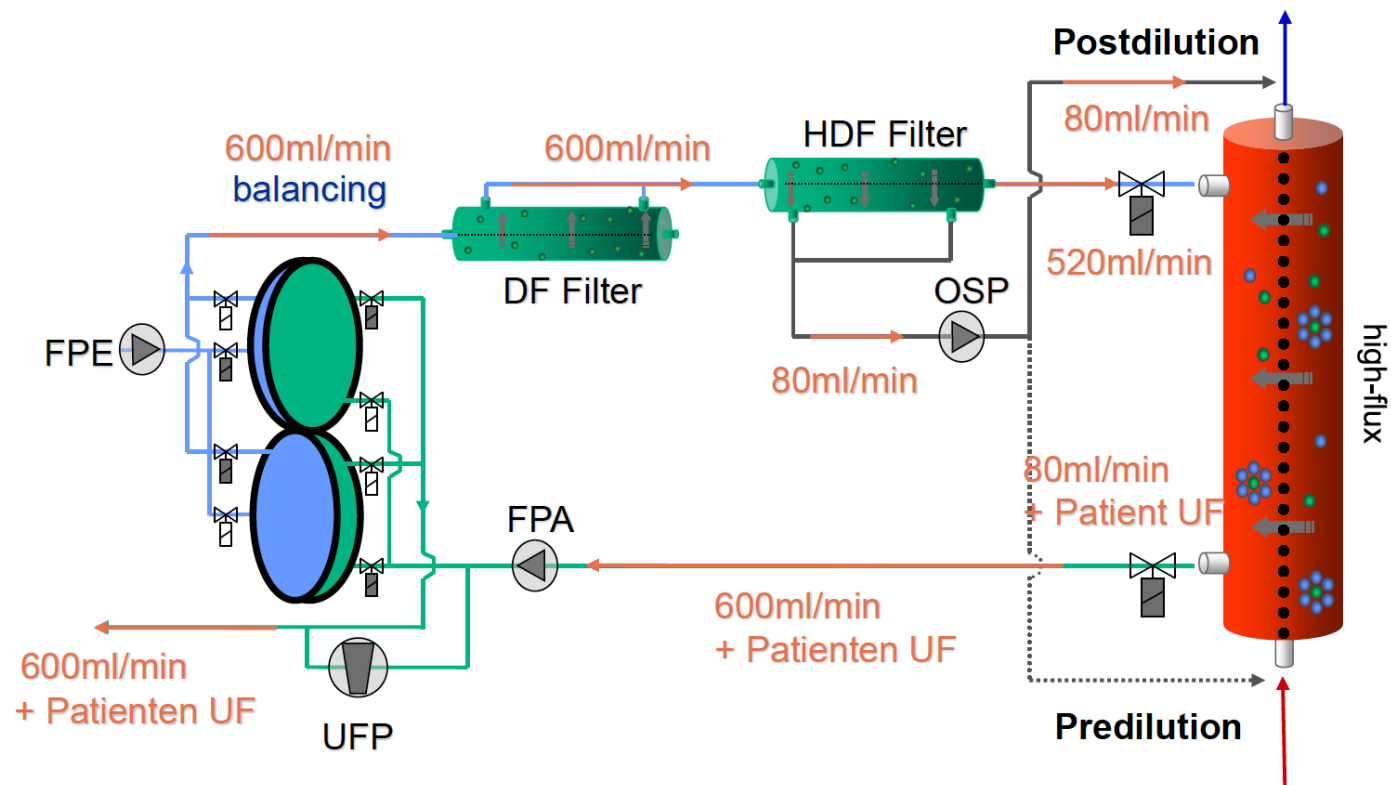 Postdilution
80ml/min
HDF Filter
600ml/min
balancing
600ml/min
520ml/min
DF Filter
OSP
FPE
80ml/min
high-flux
80ml/min
+ Patient UF
FPA
600ml/min
+ Patienten UF
600ml/min
+ Patienten UF
UFP
Predilution